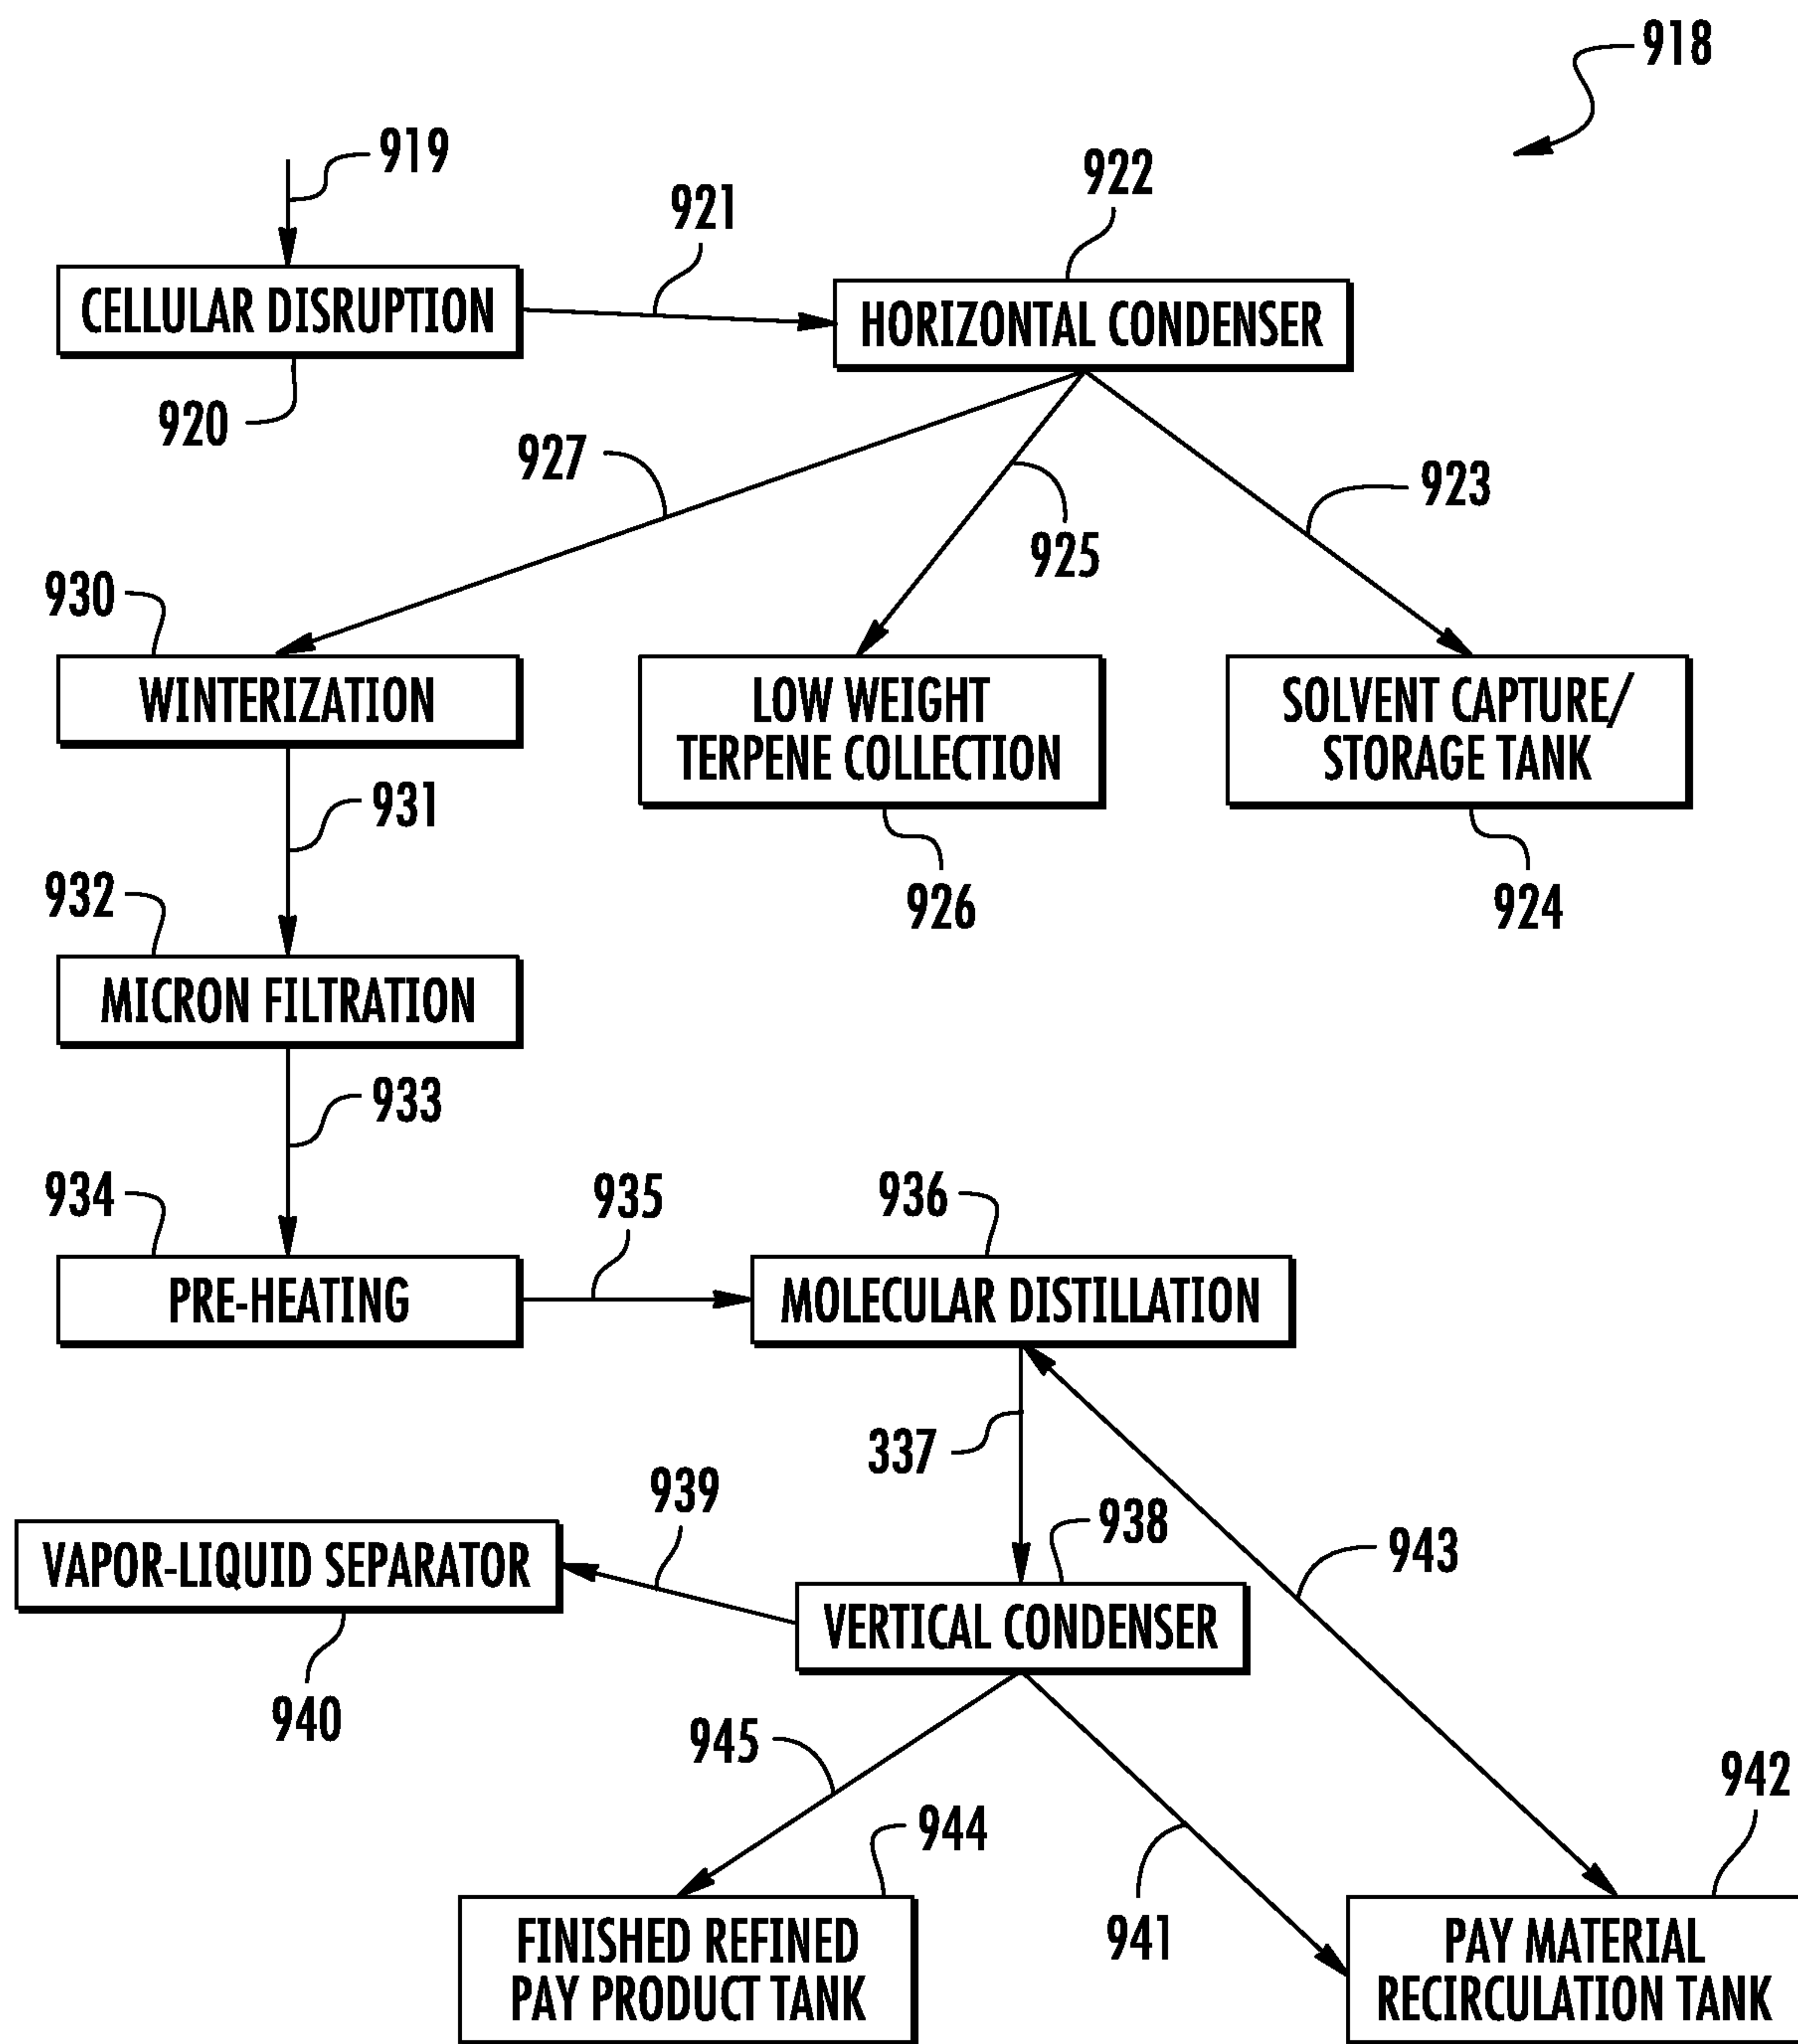 918
919
921
922
CELLULAR DISRUPTION
HORIZONTAL CONDENSER
920
927
925
923
930
WINTERIZATION
LOW WEIGHT
TERPENE COLLECTION
SOLVENT CAPTURE/
STORAGE TANK
931
926
924
932
MICRON FILTRATION
933
934
935
936
PRE-HEATING
MOLECULAR DISTILLATION
337
939
938
943
VAPOR-LIQUID SEPARATOR
VERTICAL CONDENSER
940
945
942
944
941
FINISHED REFINED
PAY PRODUCT TANK
PAY MATERIAL
RECIRCULATION TANK